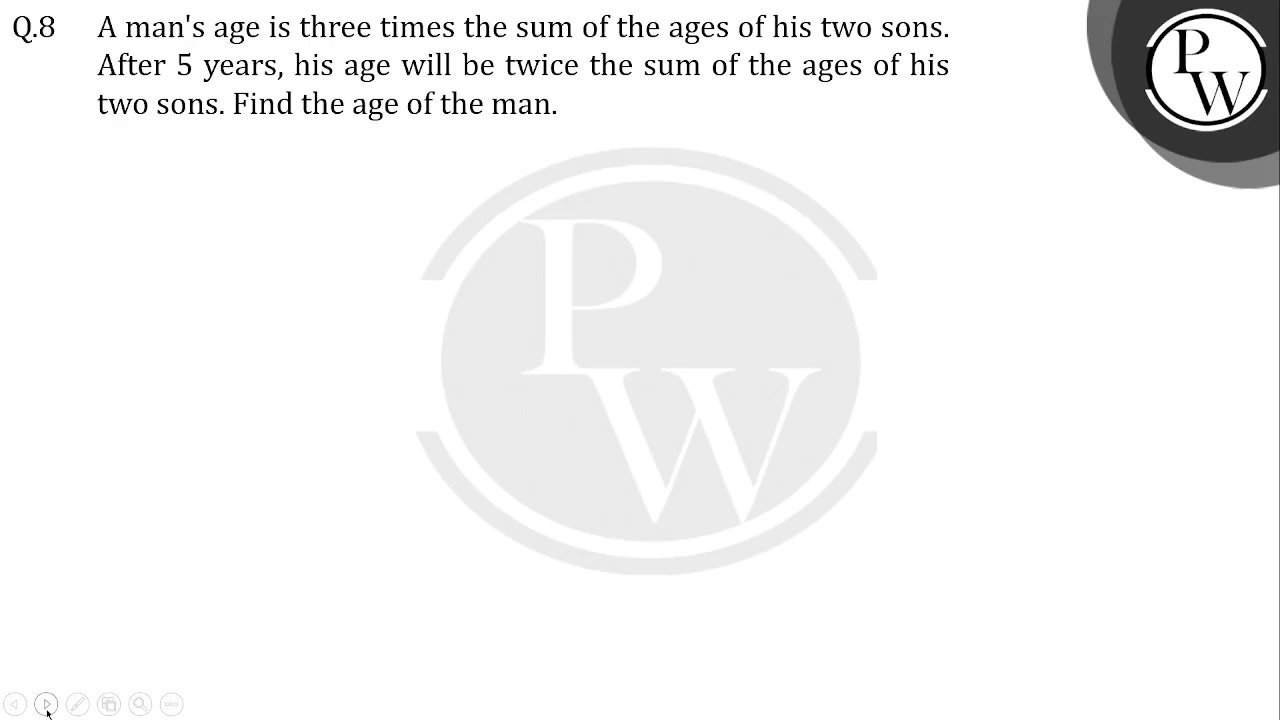 Q.8 A man's age is three times the sum of the ages of his two sons.
After 5 years, his age will be twice the sum of the ages of his
two sons. Find the age of the man.
P
W
P
W